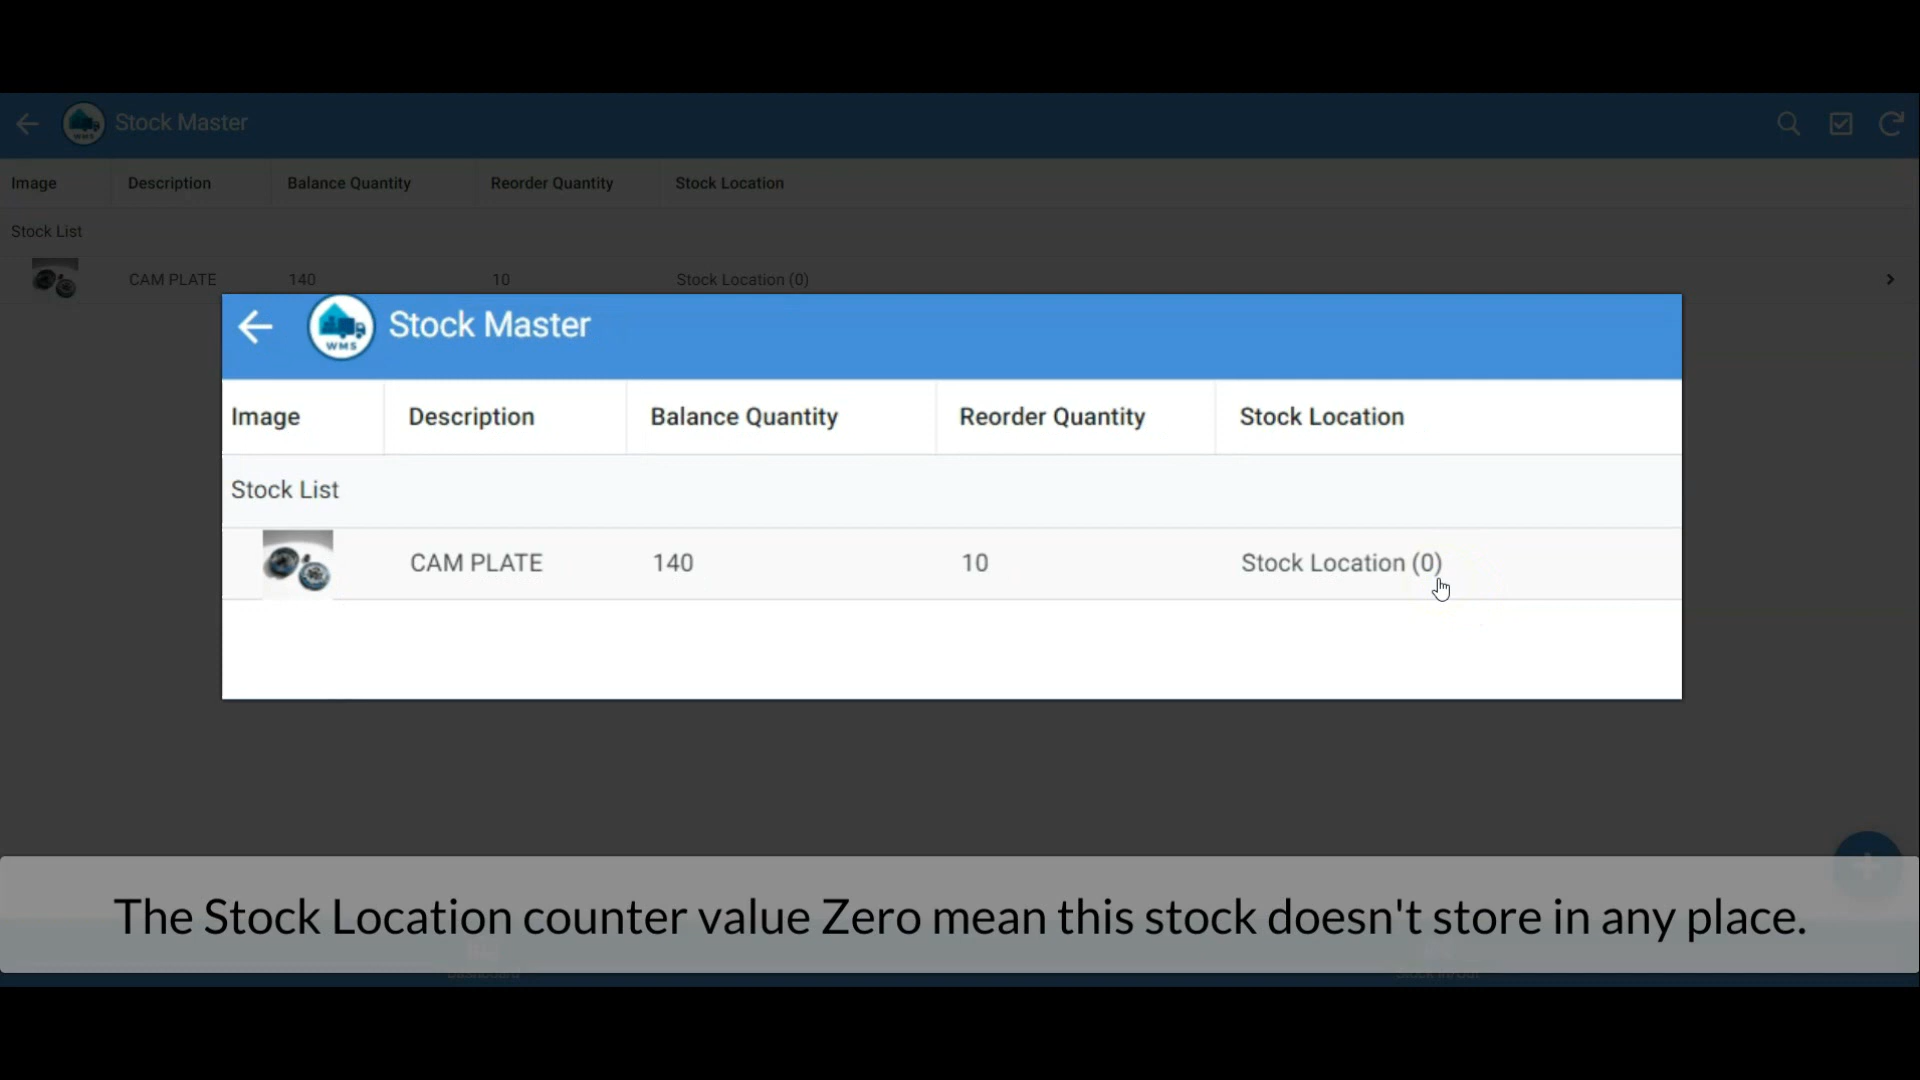 Stock Master
Image Description Balance Quantity Reorder Quantity Stock Location
Stock List
CAM PLATE 140 10 Stock Location (0)
WMS
Stock Master
Image Description Balance Quantity Reorder Quantity Stock Location
Stock List
CAM PLATE 140 10 Stock Location (0)
The Stock Location counter value Zero mean this stock doesn't store in any place.